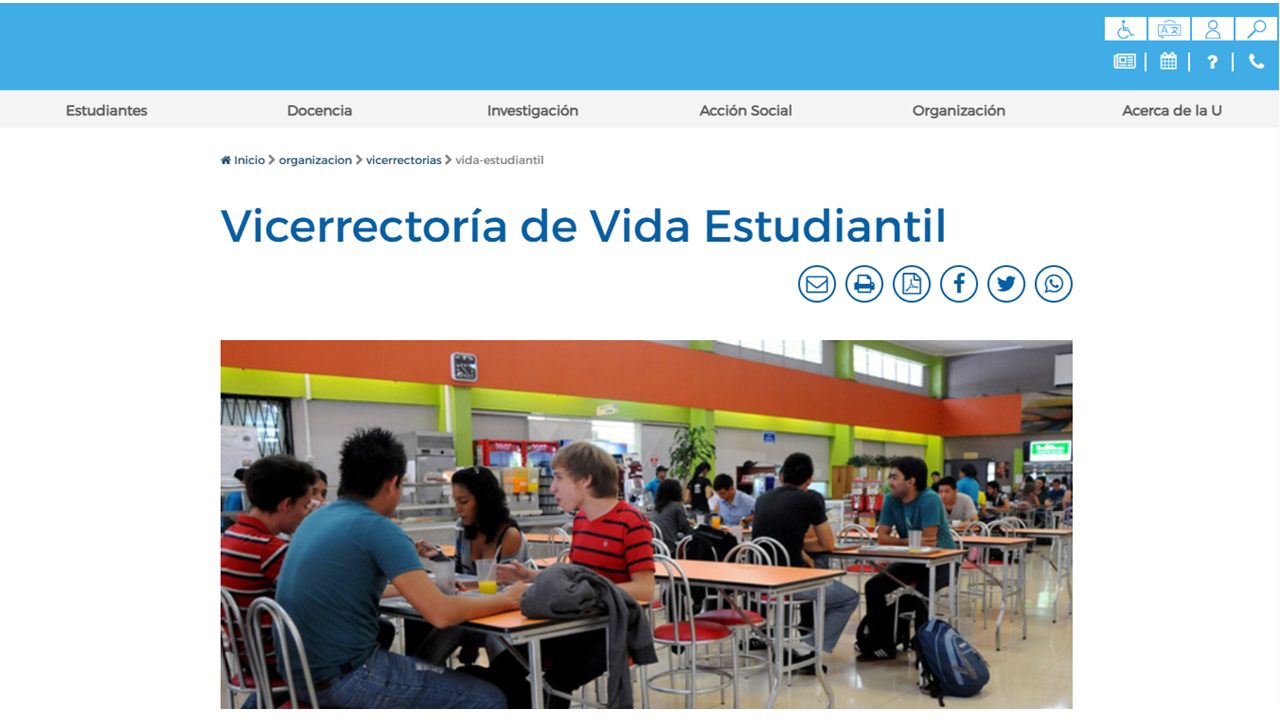 Estudiantes Docencia Investigación Acción Social Organización Acerca de la U
Inicio > organizacion > vicerrectorias > vida-estudiantil
Vicerrectoría de Vida Estudiantil